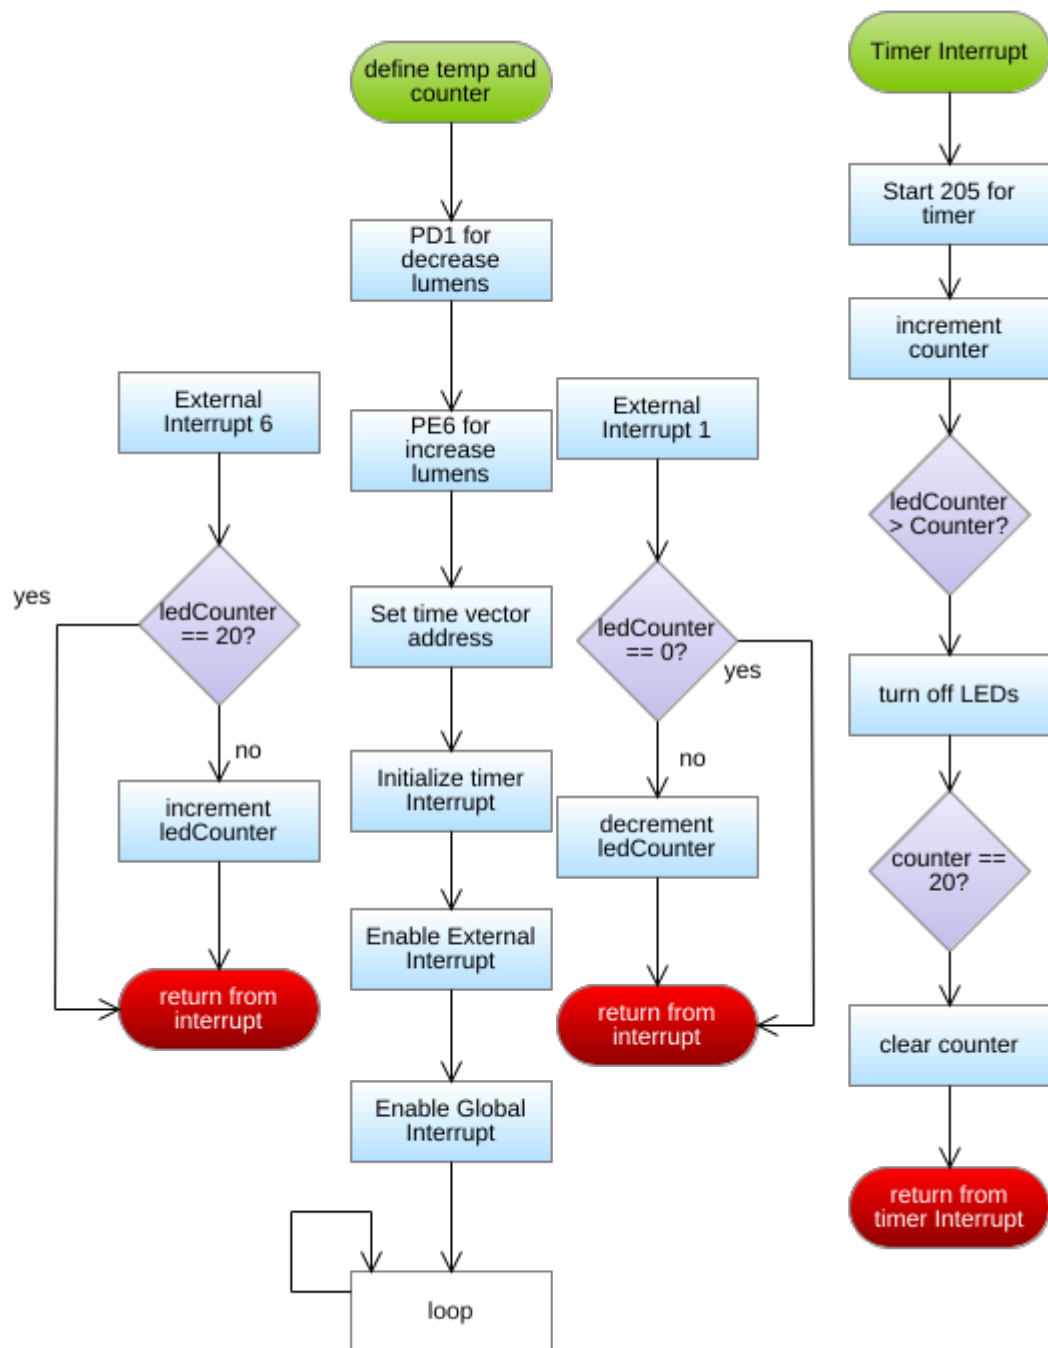 define temp and
counter
PD1 for
decrease
lumens
PE6 for
increase
lumens
Set time vector
address
Initialize timer
Interrupt
Enable External
Interrupt
Enable Global
Interrupt
loop
External
Interrupt 6
ledCounter
== 20?
yes
no
increment
ledCounter
return from
interrupt
External
Interrupt 1
ledCounter
== 0?
yes
no
decrement
ledCounter
return from
interrupt
Timer Interrupt
Start 205 for
timer
increment
counter
ledCounter
> Counter?
turn off LEDs
counter ==
20?
clear counter
return from
timer Interrupt